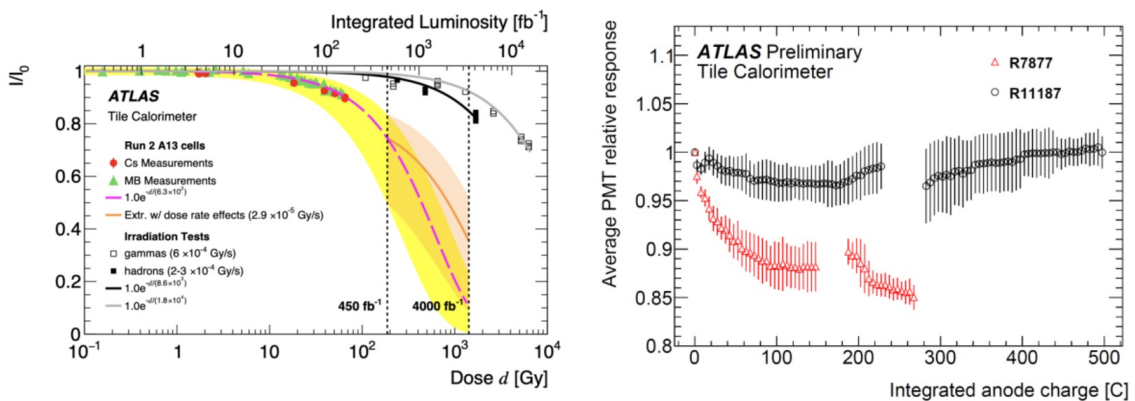 Integrated Luminosity [fb⁻¹]
1 10 10² 10³ 10⁴
I/I₀
1
0.8
0.6
0.4
0.2
0
ATLAS
Tile Calorimeter
Run 2 A13 cells
Cs Measurements
MB Measurements
1.0e^-d/(6.3×10²)
Extr. w/ dose rate effects (2.9 ×10⁻⁵ Gy/s)
Irradiation Tests
gammas (6 ×10⁻⁴ Gy/s)
hadrons (2-3 ×10⁻⁴ Gy/s)
1.0e^-d/(8.6×10³)
1.0e^-d/(1.8×10⁴)
450 fb⁻¹ 4000 fb⁻¹
10⁻¹ 1 10 10² 10³ 10⁴
Dose d [Gy]
ATLAS Preliminary
Tile Calorimeter
R7877
R11187
Average PMT relative response
1.1
1.05
1
0.95
0.9
0.85
0.8
0 100 200 300 400 500
Integrated anode charge [C]